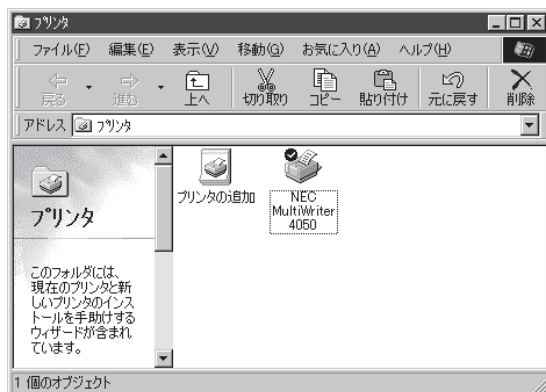 プリンタ
ファイル(F) 編集(E) 表示(V) 移動(G) お気に入り(A) ヘルプ(H)
戻る 進む 上へ 切り取り コピー 貼り付け 元に戻す 削除
アドレス プリンタ
プリンタ
このフォルダには、
現在のプリンタと新
しいプリンタのインス
トールを手助けする
ウィザードが含まれ
ています。
プリンタの追加
NEC
MultiWriter
4050
1 個のオブジェクト